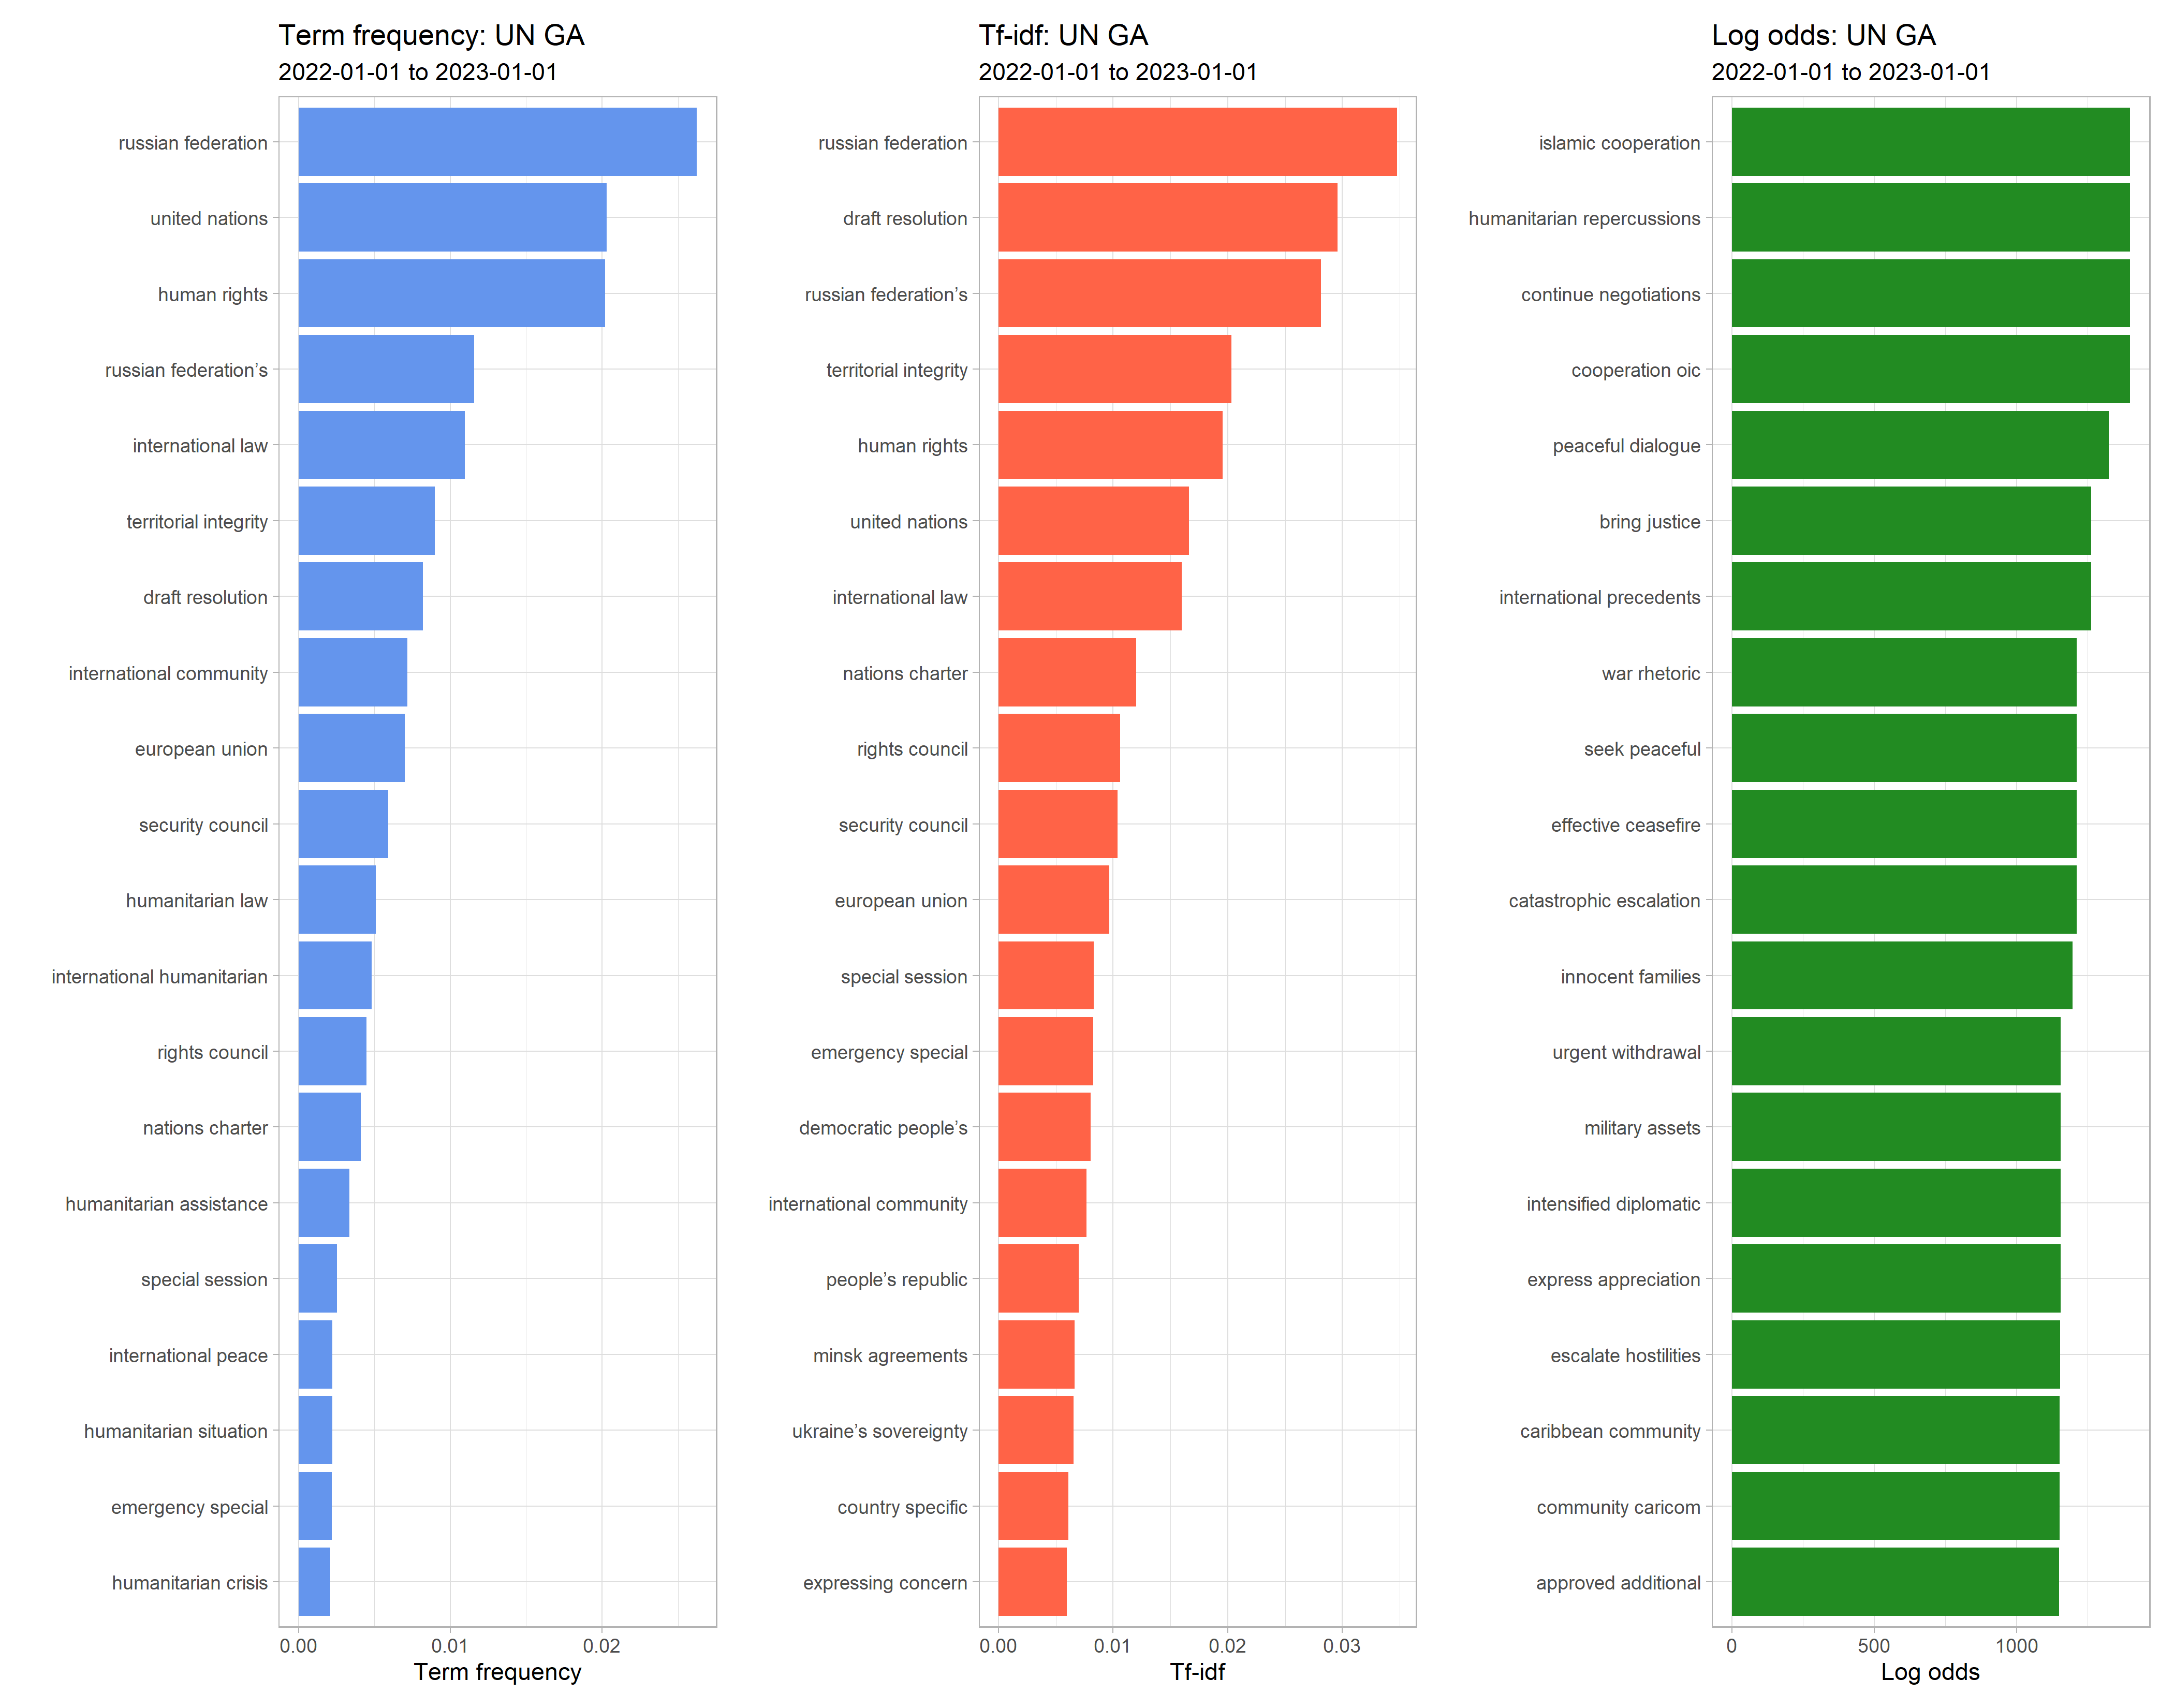 Term frequency: UN GA
2022-01-01 to 2023-01-01
russian federation
united nations
human rights
russian federation’s
international law
territorial integrity
draft resolution
international community
european union
security council
humanitarian law
international humanitarian
rights council
nations charter
humanitarian assistance
special session
international peace
humanitarian situation
emergency special
humanitarian crisis
0.00 0.01 0.02
Term frequency
Tf-idf: UN GA
2022-01-01 to 2023-01-01
russian federation
draft resolution
russian federation’s
territorial integrity
human rights
united nations
international law
nations charter
rights council
security council
european union
special session
emergency special
democratic people’s
international community
people’s republic
minsk agreements
ukraine’s sovereignty
country specific
expressing concern
0.00 0.01 0.02 0.03
Tf-idf
Log odds: UN GA
2022-01-01 to 2023-01-01
islamic cooperation
humanitarian repercussions
continue negotiations
cooperation oic
peaceful dialogue
bring justice
international precedents
war rhetoric
seek peaceful
effective ceasefire
catastrophic escalation
innocent families
urgent withdrawal
military assets
intensified diplomatic
express appreciation
escalate hostilities
caribbean community
community caricom
approved additional
0 500 1000
Log odds